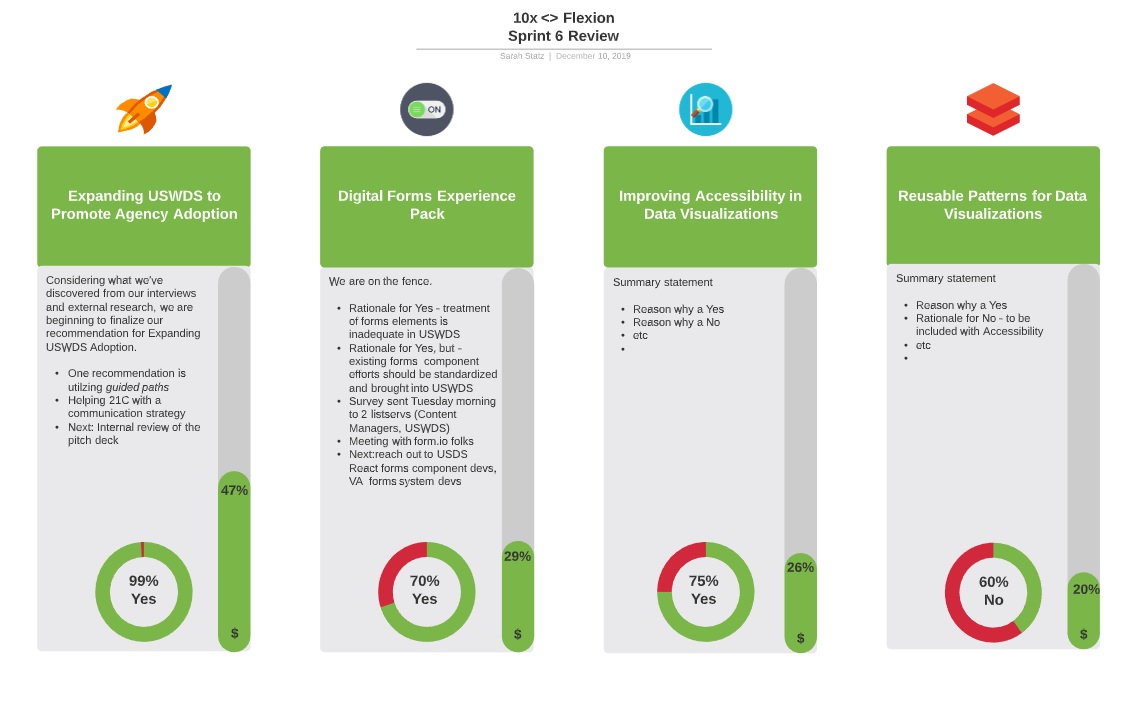 10x <> Flexion
Sprint 6 Review
Sarah Statz | December 10, 2019
ON
Expanding USWDS to
Promote Agency Adoption
Considering what we've
discovered from our interviews
and external research, we are
beginning to finalize our
recommendation for Expanding
USWDS Adoption.
• One recommendation is
utilzing guided paths
• Helping 21C with a
communication strategy
• Next: Internal review of the
pitch deck
47%
99%
Yes
$
Digital Forms Experience
Pack
We are on the fence.
• Rationale for Yes - treatment
of forms elements is
inadequate in USWDS
• Rationale for Yes, but -
existing forms component
efforts should be standardized
and brought into USWDS
• Survey sent Tuesday morning
to 2 listservs (Content
Managers, USWDS)
• Meeting with form.io folks
• Next:reach out to USDS
React forms component devs,
VA forms system devs
29%
70%
Yes
$
Improving Accessibility in
Data Visualizations
Summary statement
• Reason why a Yes
• Reason why a No
• etc
•
26%
75%
Yes
$
Reusable Patterns for Data
Visualizations
Summary statement
• Reason why a Yes
• Rationale for No - to be
included with Accessibility
• etc
•
20%
60%
No
$